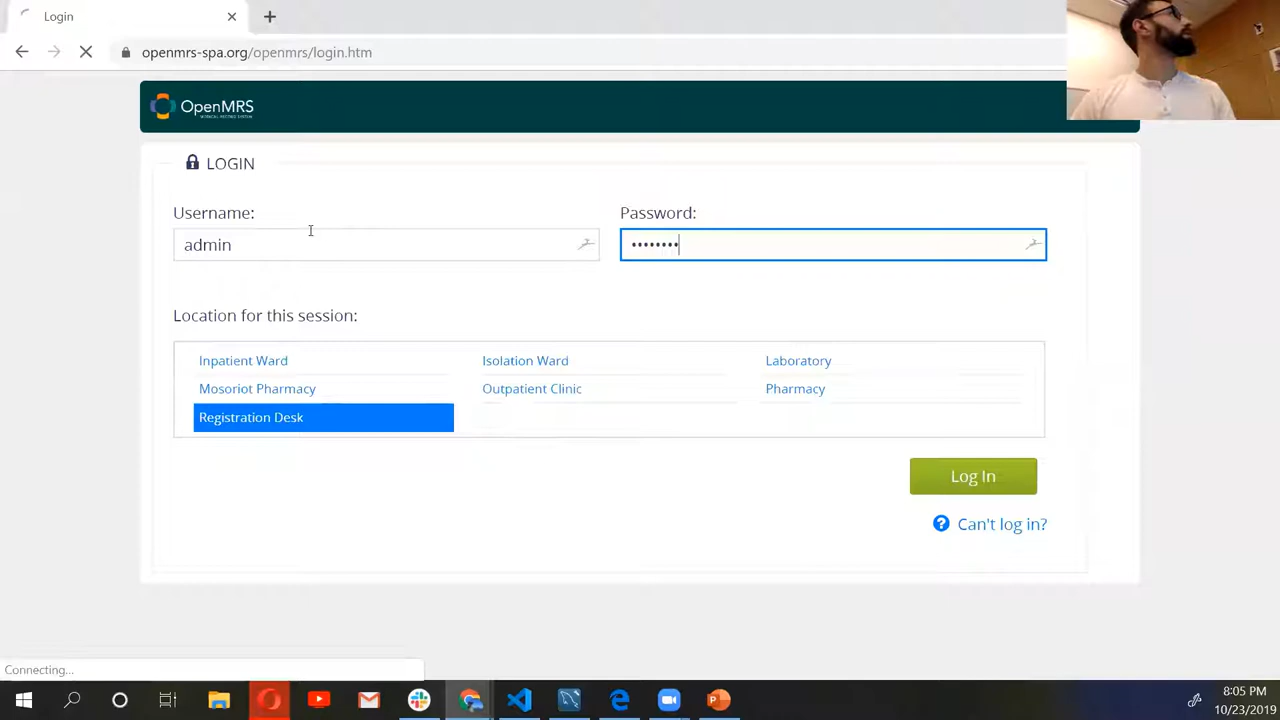 Login
openmrs-spa.org/openmrs/login.htm
OpenMRS
LOGIN
Username:
Password:
admin
••••••••
Location for this session:
Inpatient Ward
Isolation Ward
Laboratory
Mosoriot Pharmacy
Outpatient Clinic
Pharmacy
Registration Desk
Log In
Can't log in?
Connecting...
8:05 PM
10/23/2019